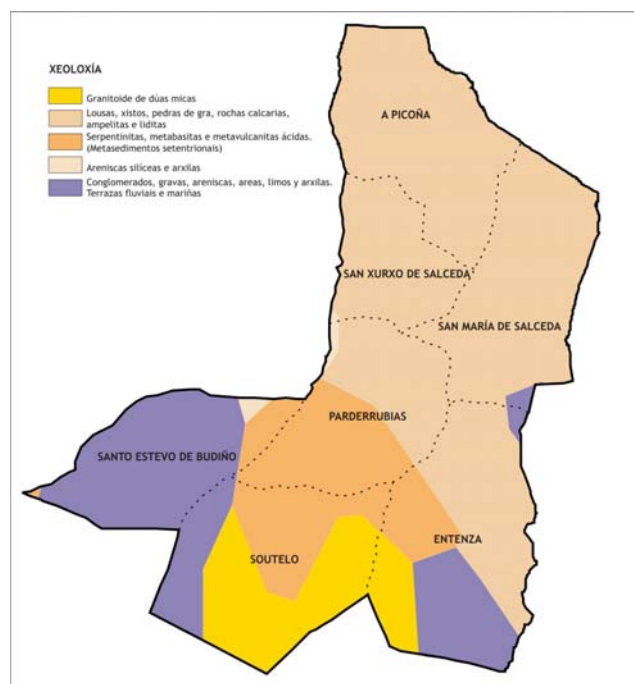 XEOLOXÍA
Granitoide de dúas micas
Lousas, xistos, pedras de gra, rochas calcarias,
ampelitas e liditas
Serpentinitas, metabasitas e metavulcanitas ácidas.
(Metasedimentos setentrionais)
Areniscas silíceas e arxilas
Conglomerados, gravas, areniscas, areas, limos y arxilas.
Terrazas fluviais e mariñas
A PICOÑA
SAN XURXO DE SALCEDA
SAN MARÍA DE SALCEDA
PARDERRUBIAS
SANTO ESTEVO DE BUDIÑO
ENTENZA
SOUTELO